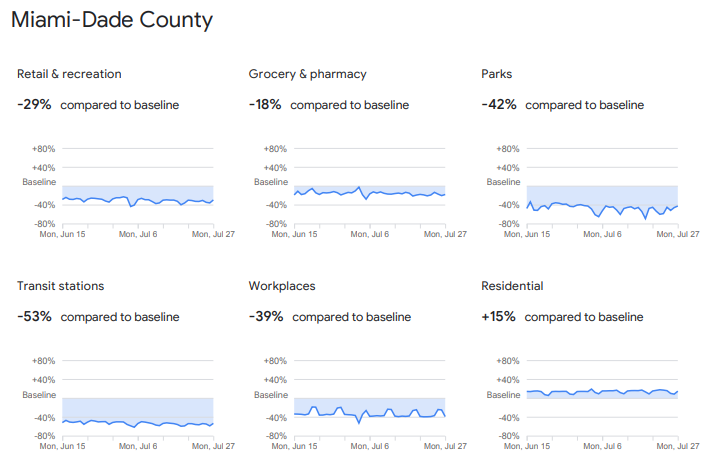 Miami-Dade County
Retail & recreation
-29% compared to baseline
+80%
+40%
Baseline
-40%
-80%
Mon, Jun 15 Mon, Jul 6 Mon, Jul 27
Grocery & pharmacy
-18% compared to baseline
+80%
+40%
Baseline
-40%
-80%
Mon, Jun 15 Mon, Jul 6 Mon, Jul 27
Parks
-42% compared to baseline
+80%
+40%
Baseline
-40%
-80%
Mon, Jun 15 Mon, Jul 6 Mon, Jul 27
Transit stations
-53% compared to baseline
+80%
+40%
Baseline
-40%
-80%
Mon, Jun 15 Mon, Jul 6 Mon, Jul 27
Workplaces
-39% compared to baseline
+80%
+40%
Baseline
-40%
-80%
Mon, Jun 15 Mon, Jul 6 Mon, Jul 27
Residential
+15% compared to baseline
+80%
+40%
Baseline
-40%
-80%
Mon, Jun 15 Mon, Jul 6 Mon, Jul 27